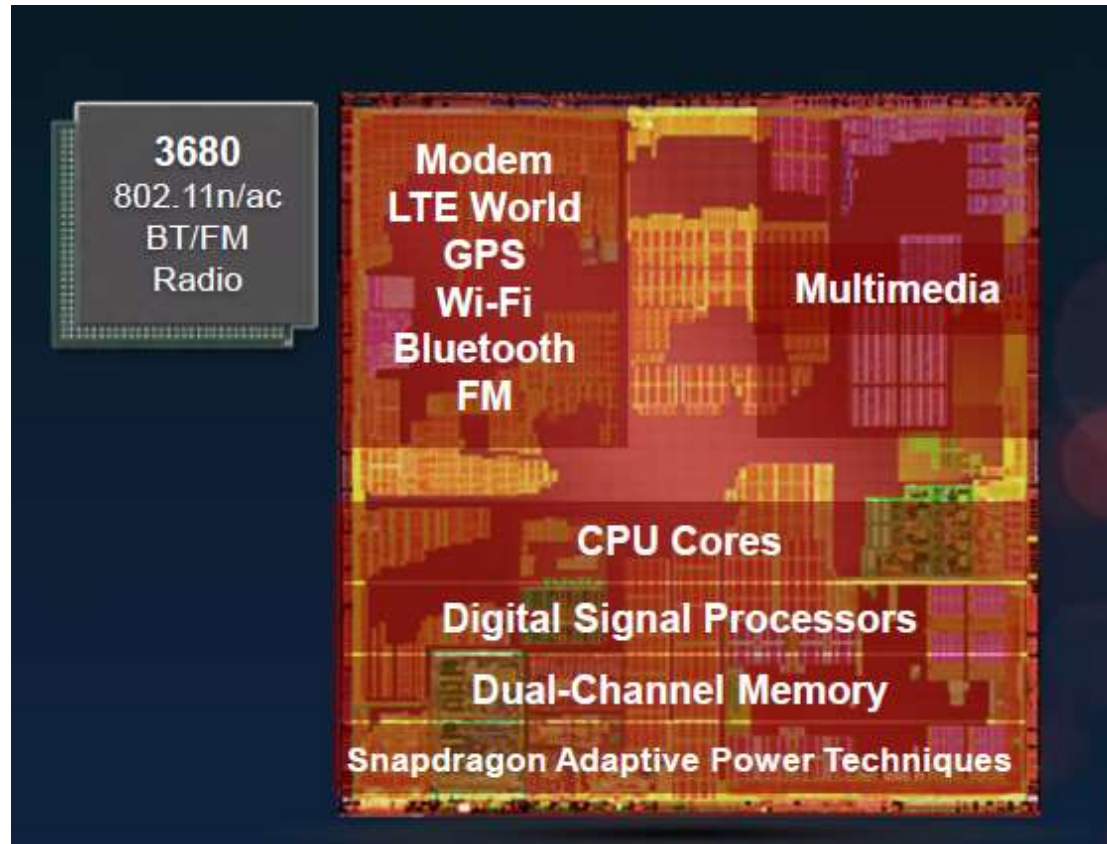 3680
802.11n/ac
BT/FM
Radio
Modem
LTE World
GPS
Wi-Fi
Bluetooth
FM
Multimedia
CPU Cores
Digital Signal Processors
Dual-Channel Memory
Snapdragon Adaptive Power Techniques